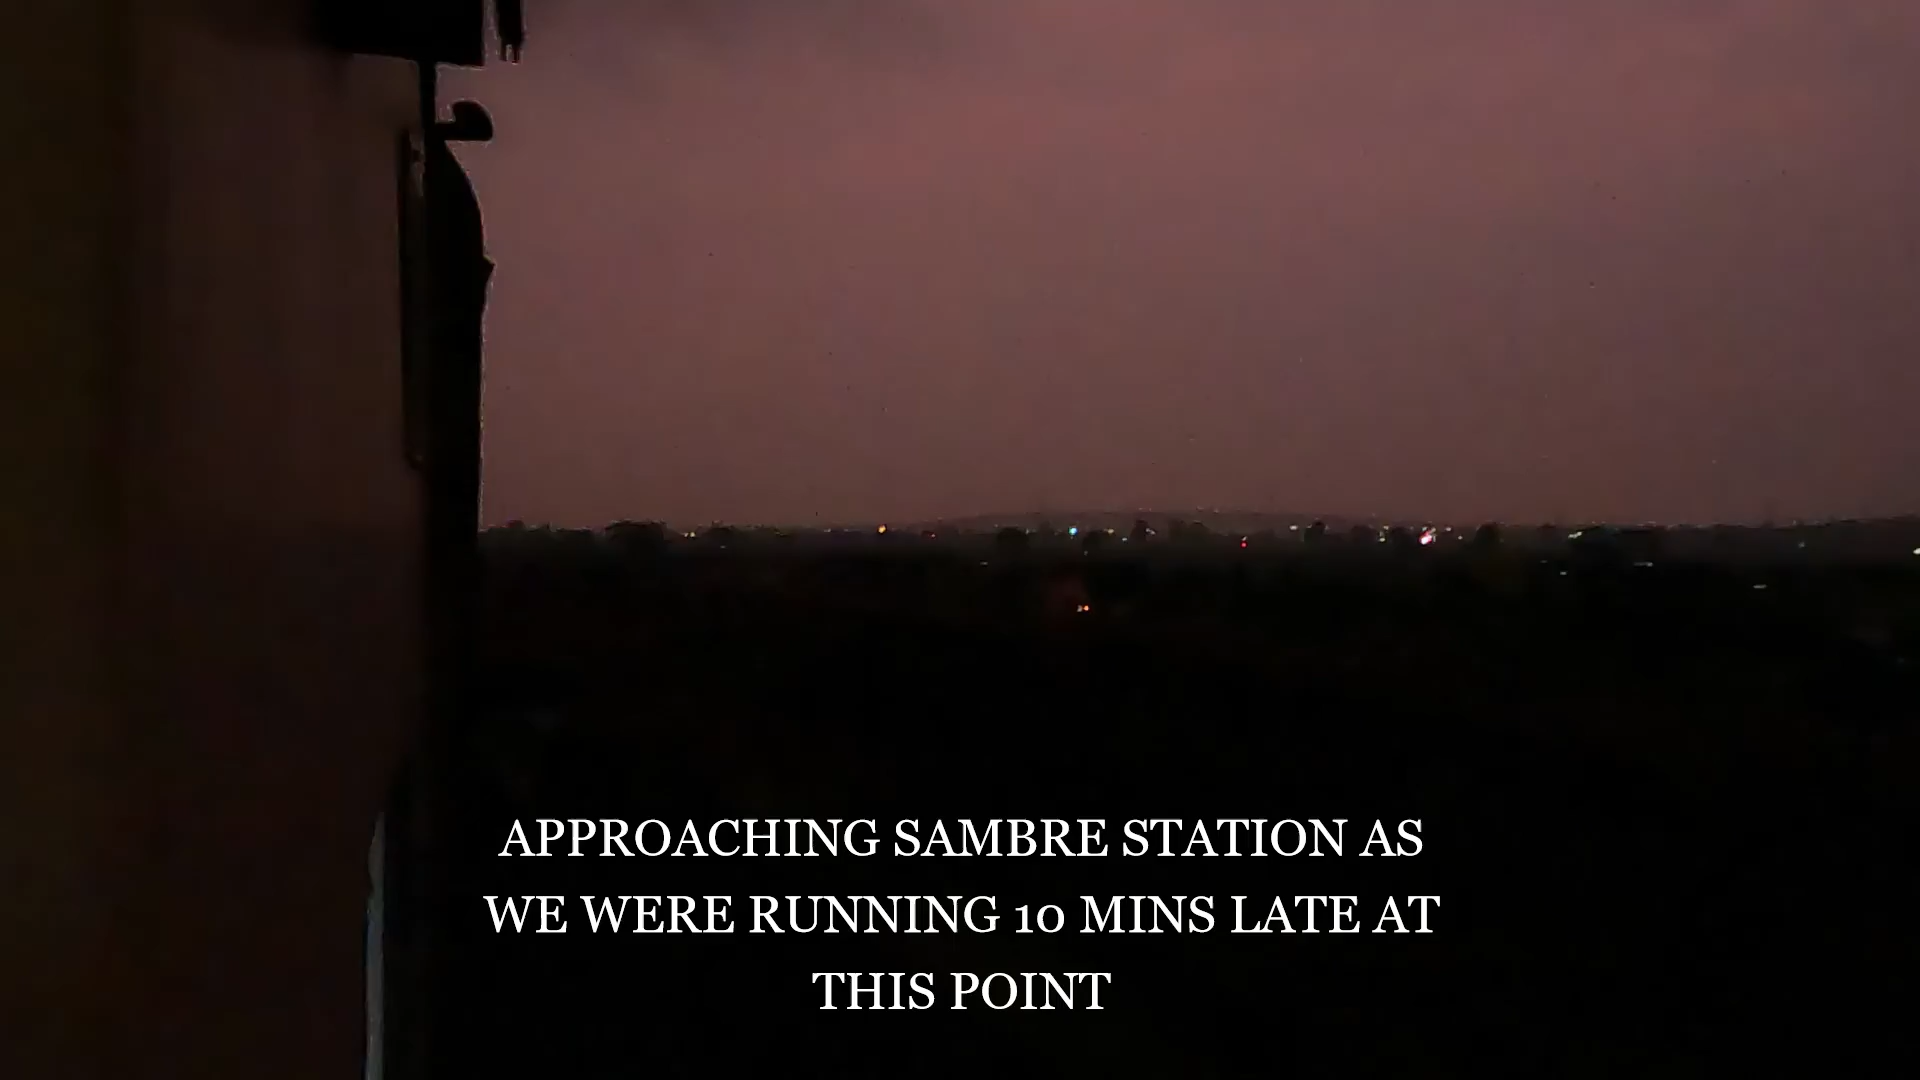 APPROACHING SAMBRE STATION AS
WE WERE RUNNING 10 MINS LATE AT
THIS POINT